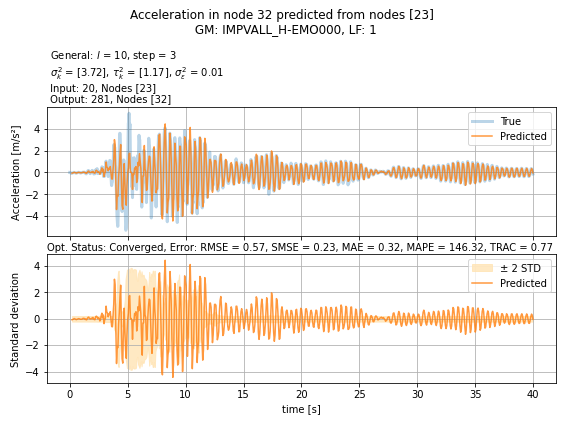 Acceleration in node 32 predicted from nodes [23]
GM: IMPVALL_H-EMO000, LF: 1
General: l = 10, step = 3
σ²ₖ = [3.72], τ²ₖ = [1.17], σ²ε = 0.01
Input: 20, Nodes [23]
Output: 281, Nodes [32]
Acceleration [m/s²]
4
2
0
−2
−4
True
Predicted
Opt. Status: Converged, Error: RMSE = 0.57, SMSE = 0.23, MAE = 0.32, MAPE = 146.32, TRAC = 0.77
Standard deviation
4
2
0
−2
−4
± 2 STD
Predicted
0 5 10 15 20 25 30 35 40
time [s]